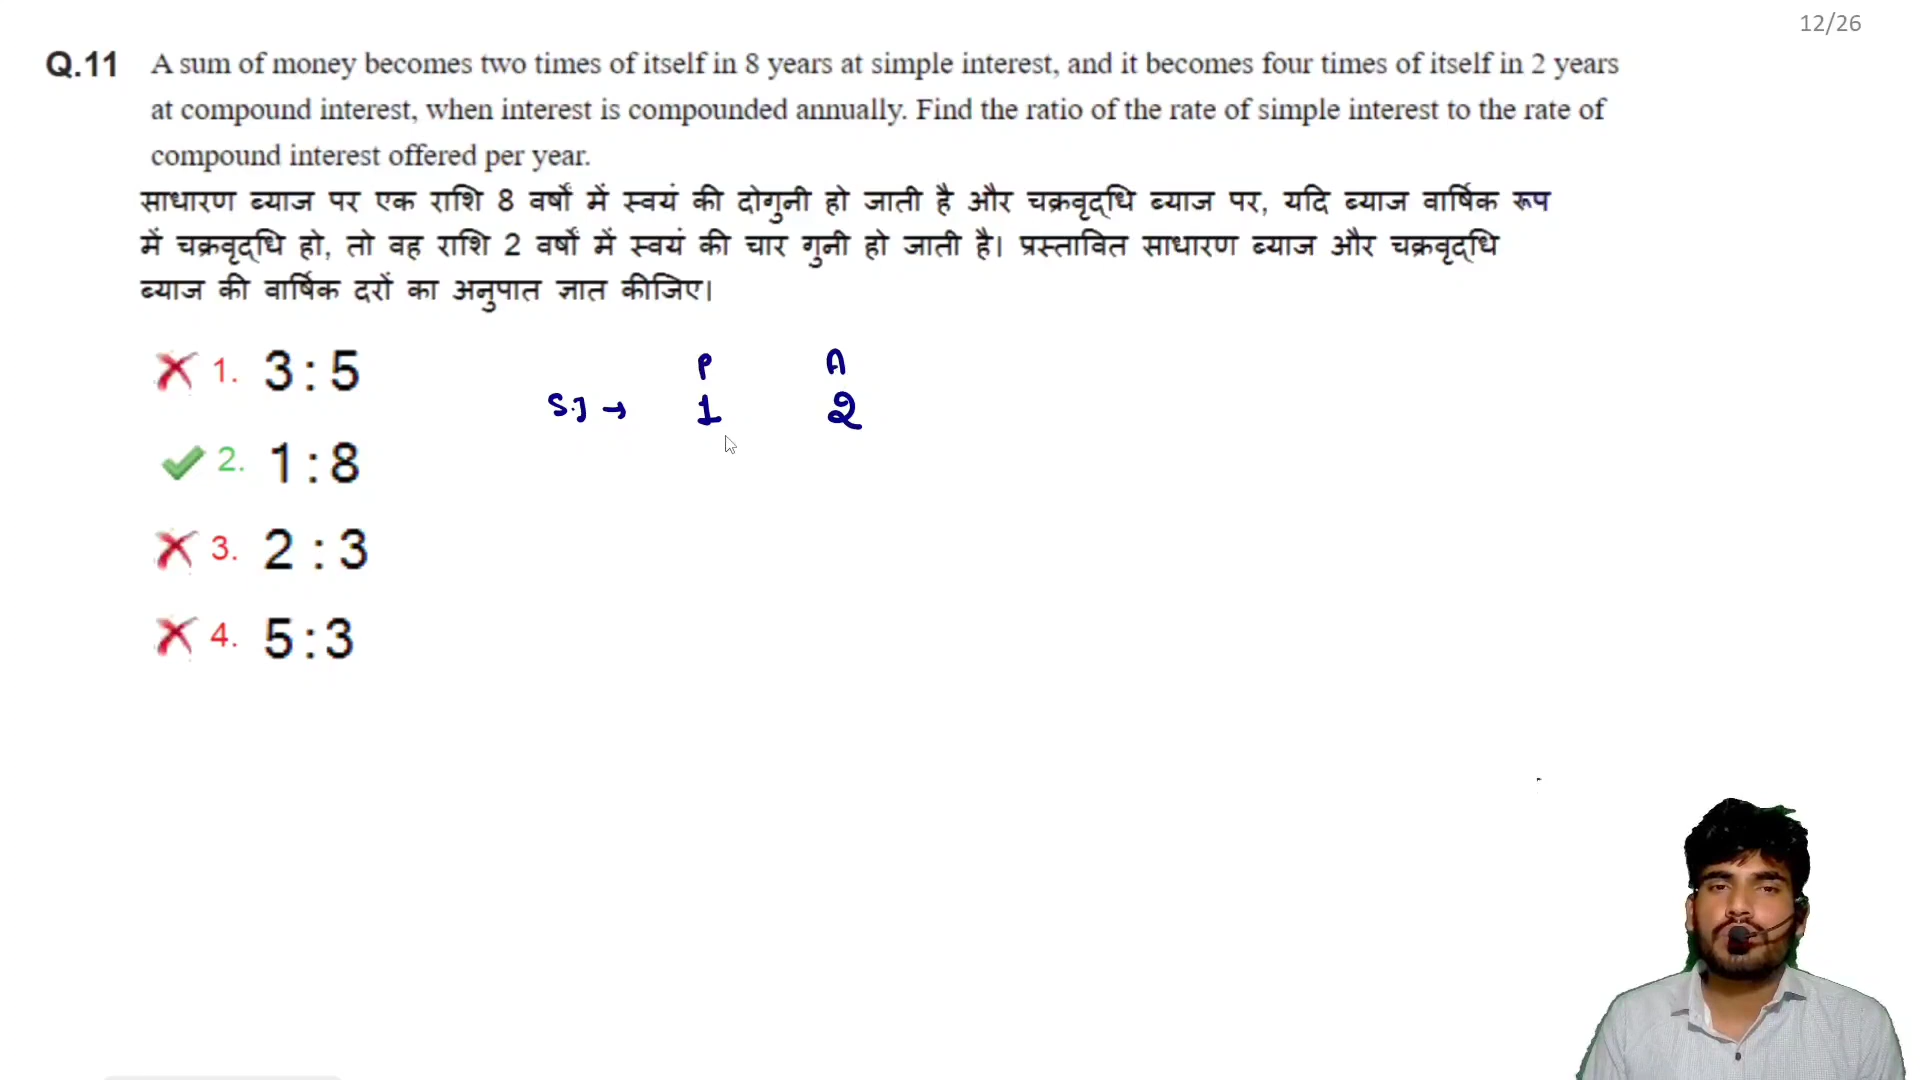 12/26
Q.11 A sum of money becomes two times of itself in 8 years at simple interest, and it becomes four times of itself in 2 years
at compound interest, when interest is compounded annually. Find the ratio of the rate of simple interest to the rate of
compound interest offered per year.
साधारण ब्याज पर एक राशि 8 वर्षों में स्वयं की दोगुनी हो जाती है और चक्रवृद्धि ब्याज पर, यदि ब्याज वार्षिक रूप
में चक्रवृद्धि हो, तो वह राशि 2 वर्षों में स्वयं की चार गुनी हो जाती है। प्रस्तावित साधारण ब्याज और चक्रवृद्धि
ब्याज की वार्षिक दरों का अनुपात ज्ञात कीजिए।
1. 3:5
2. 1:8
3. 2:3
4. 5:3
P A
S.I → 1 2